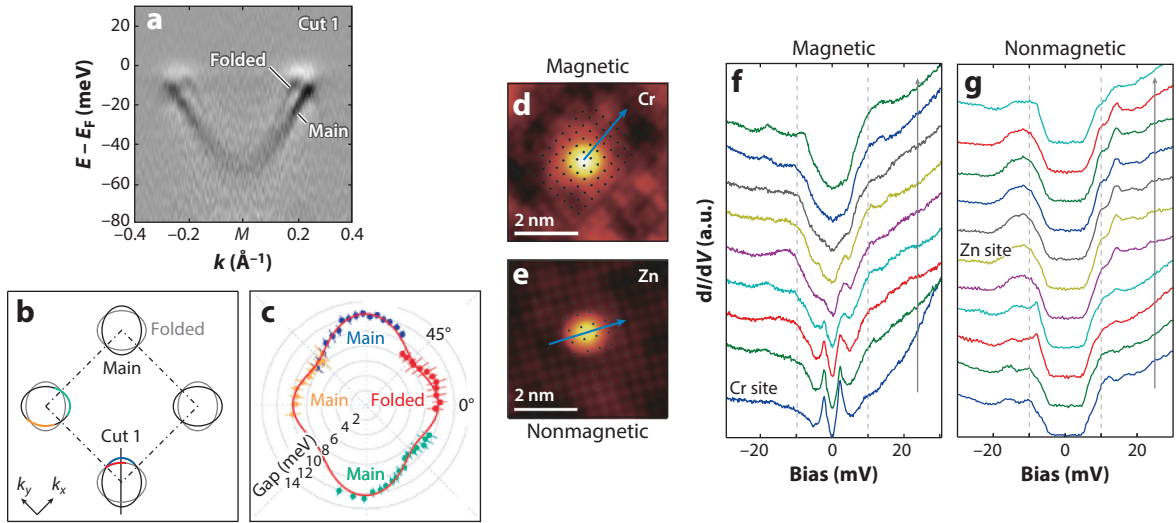 a
Cut 1
Folded
Main
E − E_F (meV)
20
0
−20
−40
−60
−80
−0.4
−0.2
M
0.2
0.4
k (Å⁻¹)
b
Folded
Main
Cut 1
k_y
k_x
c
45°
0°
Main
Main
Folded
Main
2
4
6
8
10
12
14
Gap (meV)
Magnetic
d
Cr
2 nm
e
Zn
2 nm
Nonmagnetic
Magnetic
f
dI/dV (a.u.)
Cr site
−20
0
20
Bias (mV)
Nonmagnetic
g
Zn site
−20
0
20
Bias (mV)